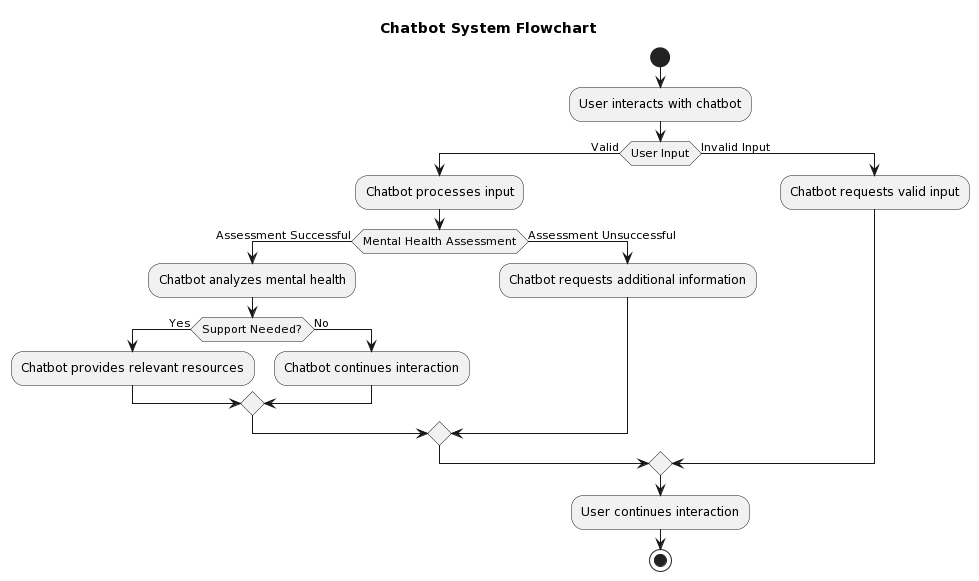 Chatbot System Flowchart
User interacts with chatbot
Valid
User Input
Invalid Input
Chatbot processes input
Chatbot requests valid input
Assessment Successful
Mental Health Assessment
Assessment Unsuccessful
Chatbot analyzes mental health
Chatbot requests additional information
Yes
Support Needed?
No
Chatbot provides relevant resources
Chatbot continues interaction
User continues interaction